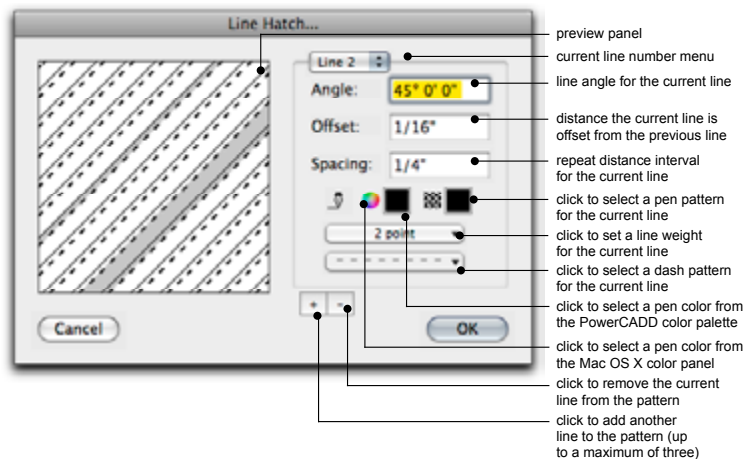 Line Hatch...
Line 2
Angle: 45° 0' 0"
Offset: 1/16"
Spacing: 1/4"
2 point
+ -
Cancel
OK
preview panel
current line number menu
line angle for the current line
distance the current line is
offset from the previous line
repeat distance interval
for the current line
click to select a pen pattern
for the current line
click to set a line weight
for the current line
click to select a dash pattern
for the current line
click to select a pen color from
the PowerCADD color palette
click to select a pen color from
the Mac OS X color panel
click to remove the current
line from the pattern
click to add another
line to the pattern (up
to a maximum of three)